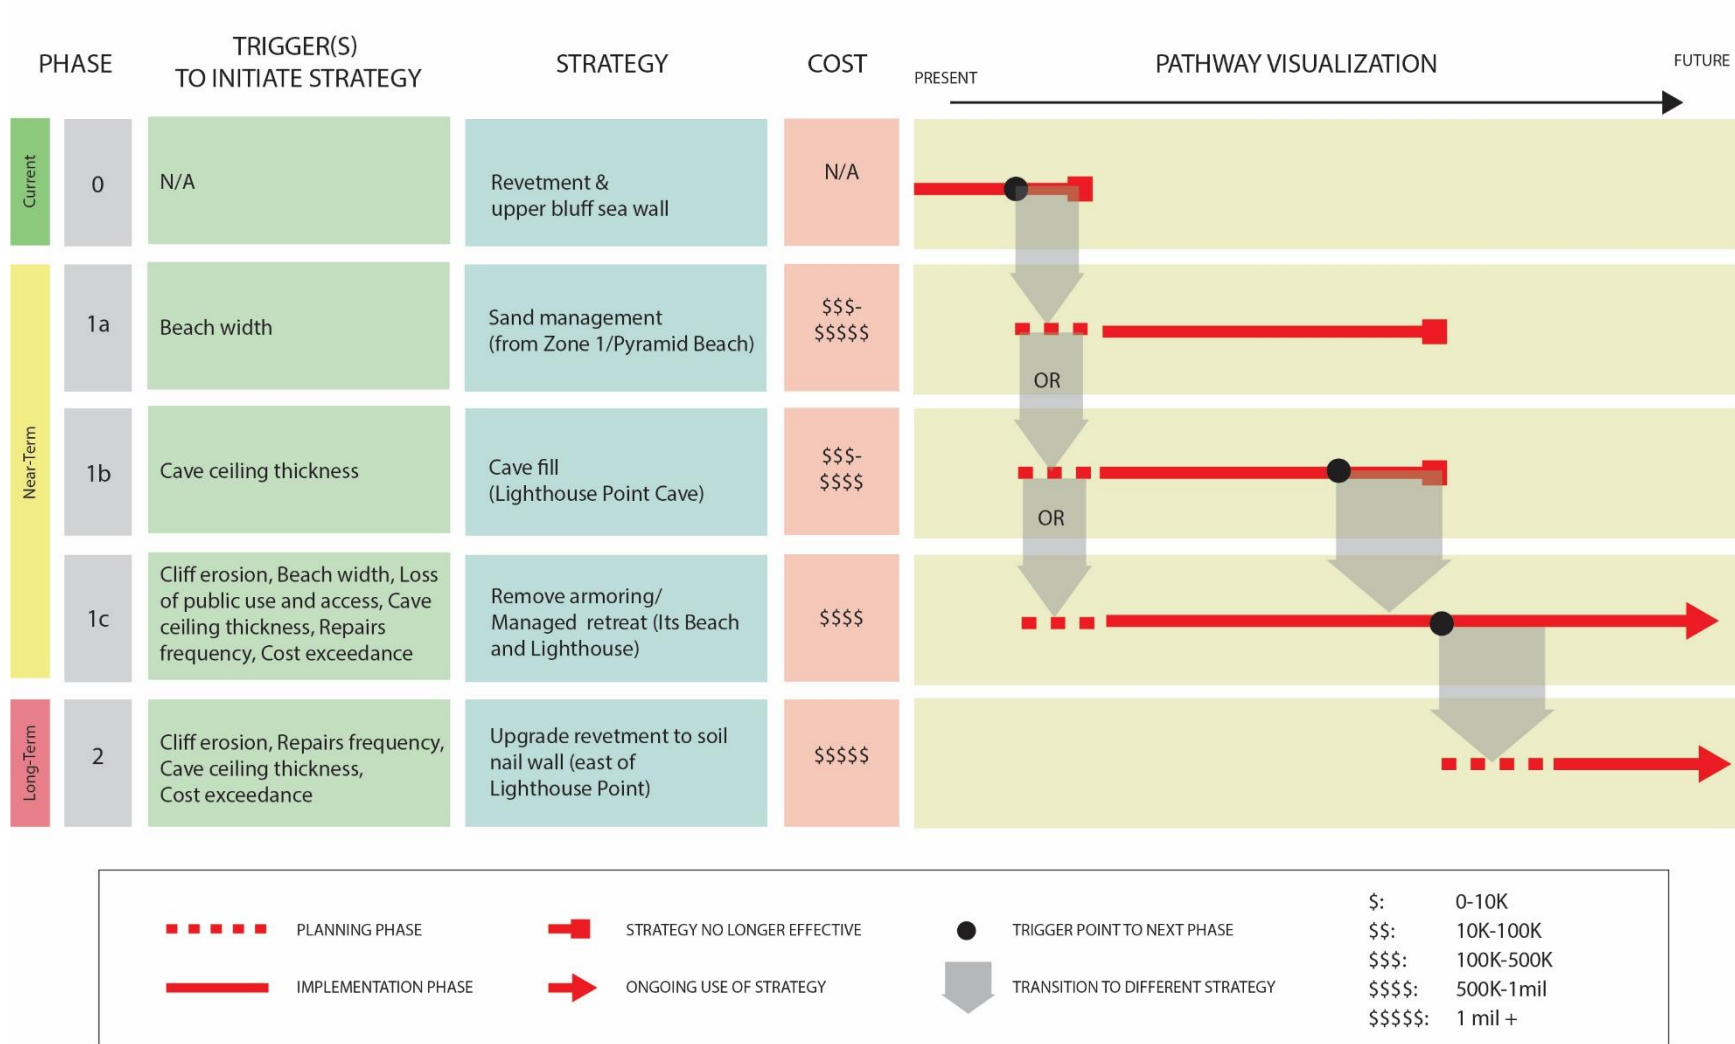 PHASE
TRIGGER(S)
TO INITIATE STRATEGY
STRATEGY
COST
PRESENT
PATHWAY VISUALIZATION
FUTURE
Current
0
N/A
Revetment &
upper bluff sea wall
N/A
Near-Term
1a
Beach width
Sand management
(from Zone 1/Pyramid Beach)
$$$-
$$$$$
OR
1b
Cave ceiling thickness
Cave fill
(Lighthouse Point Cave)
$$$-
$$$$
OR
1c
Cliff erosion, Beach width, Loss
of public use and access, Cave
ceiling thickness, Repairs
frequency, Cost exceedance
Remove armoring/
Managed retreat (Its Beach
and Lighthouse)
$$$$
Long-Term
2
Cliff erosion, Repairs frequency,
Cave ceiling thickness,
Cost exceedance
Upgrade revetment to soil
nail wall (east of
Lighthouse Point)
$$$$$
PLANNING PHASE
IMPLEMENTATION PHASE
STRATEGY NO LONGER EFFECTIVE
ONGOING USE OF STRATEGY
TRIGGER POINT TO NEXT PHASE
TRANSITION TO DIFFERENT STRATEGY
$: 0-10K
$$: 10K-100K
$$$: 100K-500K
$$$$: 500K-1mil
$$$$$: 1 mil +